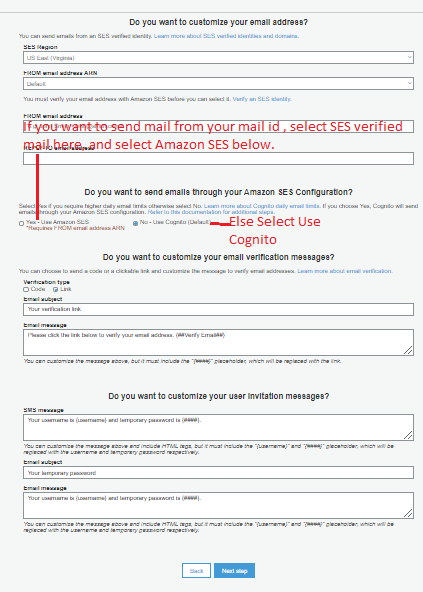 Do you want to customize your email address?
You can send emails from an SES verified identity. Learn more about SES verified identities and domains.
SES Region
US East (Virginia)
FROM email address ARN
Default
You must verify your email address with Amazon SES before you can select it. Verify an SES identity.
FROM email address
If you want to send mail from your mail id , select SES verified
mail here, and select Amazon SES below.
Do you want to send emails through your Amazon SES Configuration?
Select Yes if you require higher daily email limits otherwise select No. Learn more about Cognito daily email limits. If you choose Yes, Cognito will send
emails through your Amazon SES configuration. Refer to this documentation for additional steps.
Yes - Use Amazon SES No - Use Cognito (Default)
*Requires FROM email address ARN
Else Select Use
Cognito
Do you want to customize your email verification messages?
You can choose to send a code or a clickable link and customize the message to verify email addresses. Learn more about email verification.
Verification type
Code Link
Email subject
Your verification link
Email message
Please click the link below to verify your email address. {##Verify Email##}
You can customize the message above, but it must include the "{####}" placeholder, which will be replaced with the link.
Do you want to customize your user invitation messages?
SMS message
Your username is {username} and temporary password is {####}.
You can customize the message above and include HTML tags, but it must include the "{username}" and "{####}" placeholder, which will be
replaced with the username and temporary password respectively.
Email subject
Your temporary password
Email message
Your username is {username} and temporary password is {####}.
You can customize the message above and include HTML tags, but it must include the "{username}" and "{####}" placeholder, which will be
replaced with the username and temporary password respectively.
Back Next step